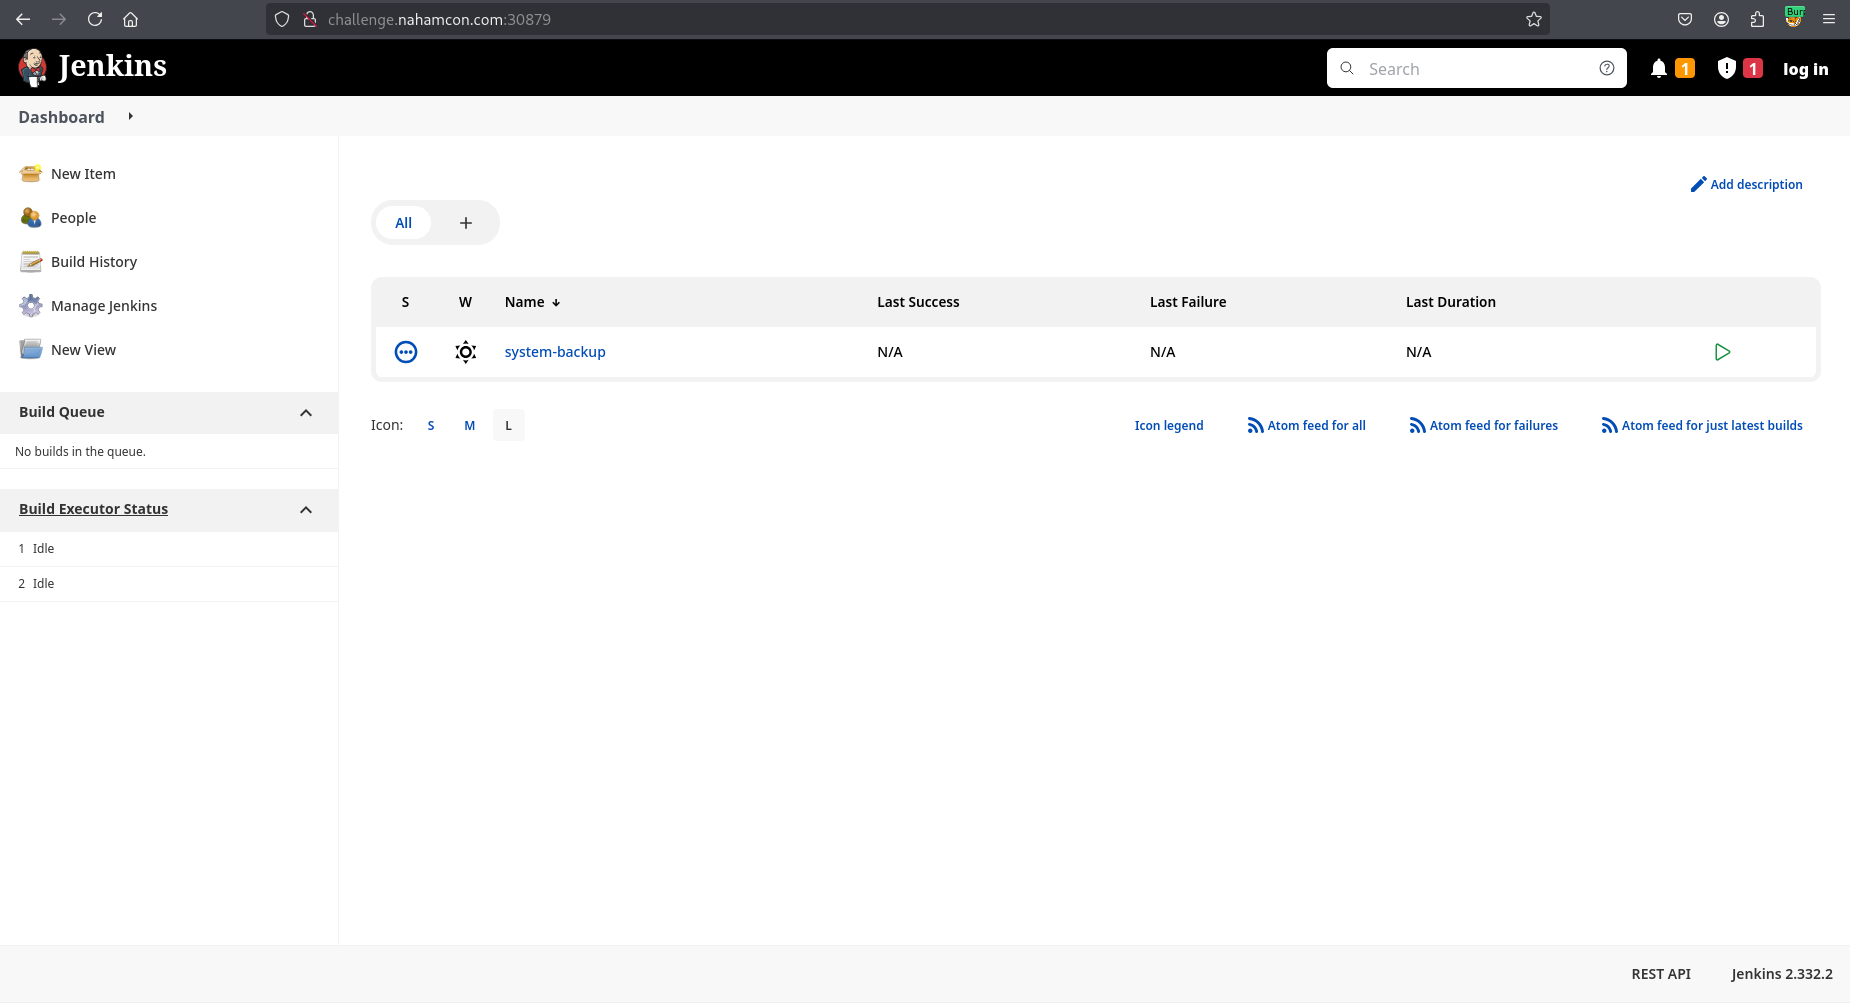 challenge.nahamcon.com:30879
Burp
Jenkins
Search
1
1
log in
Dashboard
New Item
People
Build History
Manage Jenkins
New View
Build Queue
No builds in the queue.
Build Executor Status
1 Idle
2 Idle
Add description
All +
S W Name ↓ Last Success Last Failure Last Duration
system-backup N/A N/A N/A
Icon: S M L
Icon legend Atom feed for all Atom feed for failures Atom feed for just latest builds
REST API Jenkins 2.332.2